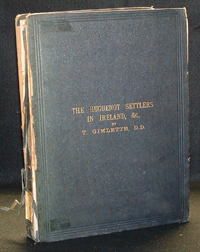 THE HUGUENOT SETTLERS
IN IRELAND, &c.
BY
T. GIMLETTE, D.D.